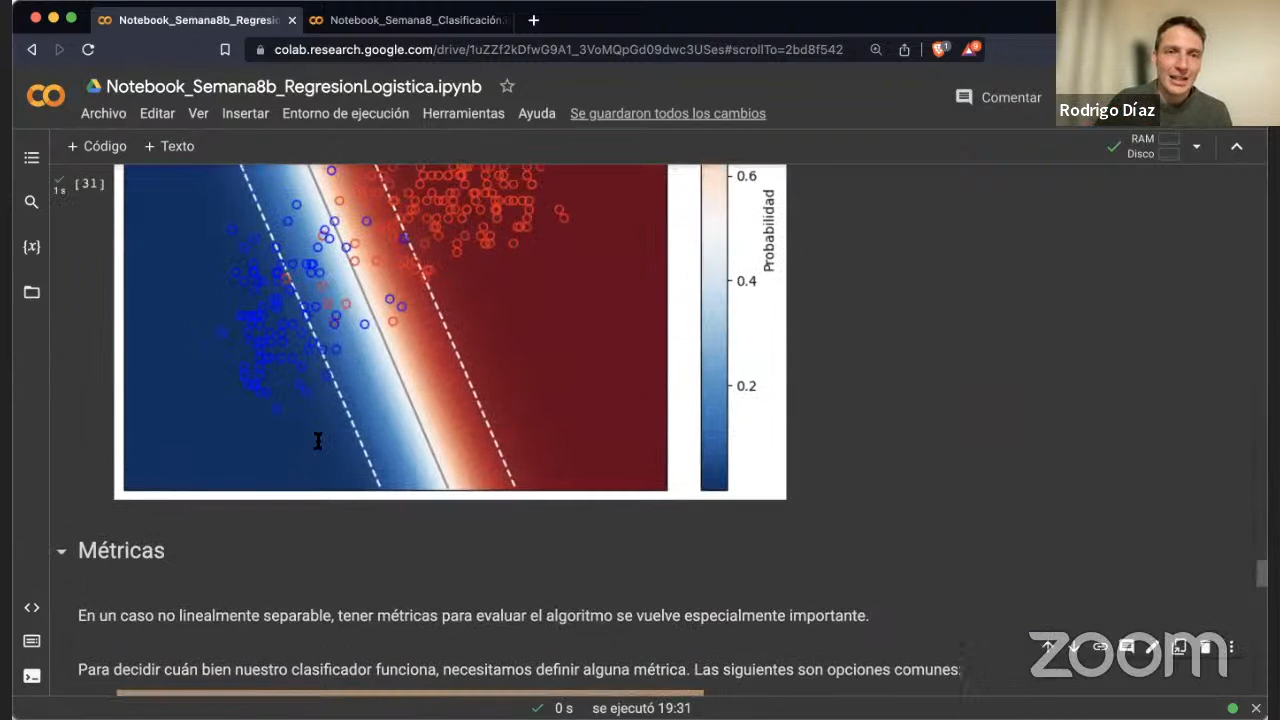 Notebook_Semana8b_Regresi
Notebook_Semana8_Clasificación.i
colab.research.google.com/drive/1uZZf2kDfwG9A1_3VoMQpGd09dwc3USes#scrollTo=2bd8f542
1
9
Rodrigo Díaz
CO
Notebook_Semana8b_RegresionLogistica.ipynb
Comentar
Archivo Editar Ver Insertar Entorno de ejecución Herramientas Ayuda Se guardaron todos los cambios
+ Código + Texto
RAM
Disco
1 s
[31]
{x}
0.6
0.4
0.2
Probabilidad
Métricas
En un caso no linealmente separable, tener métricas para evaluar el algoritmo se vuelve especialmente importante.
Para decidir cuán bien nuestro clasificador funciona, necesitamos definir alguna métrica. Las siguientes son opciones comunes:
zoom
0 s se ejecutó 19:31